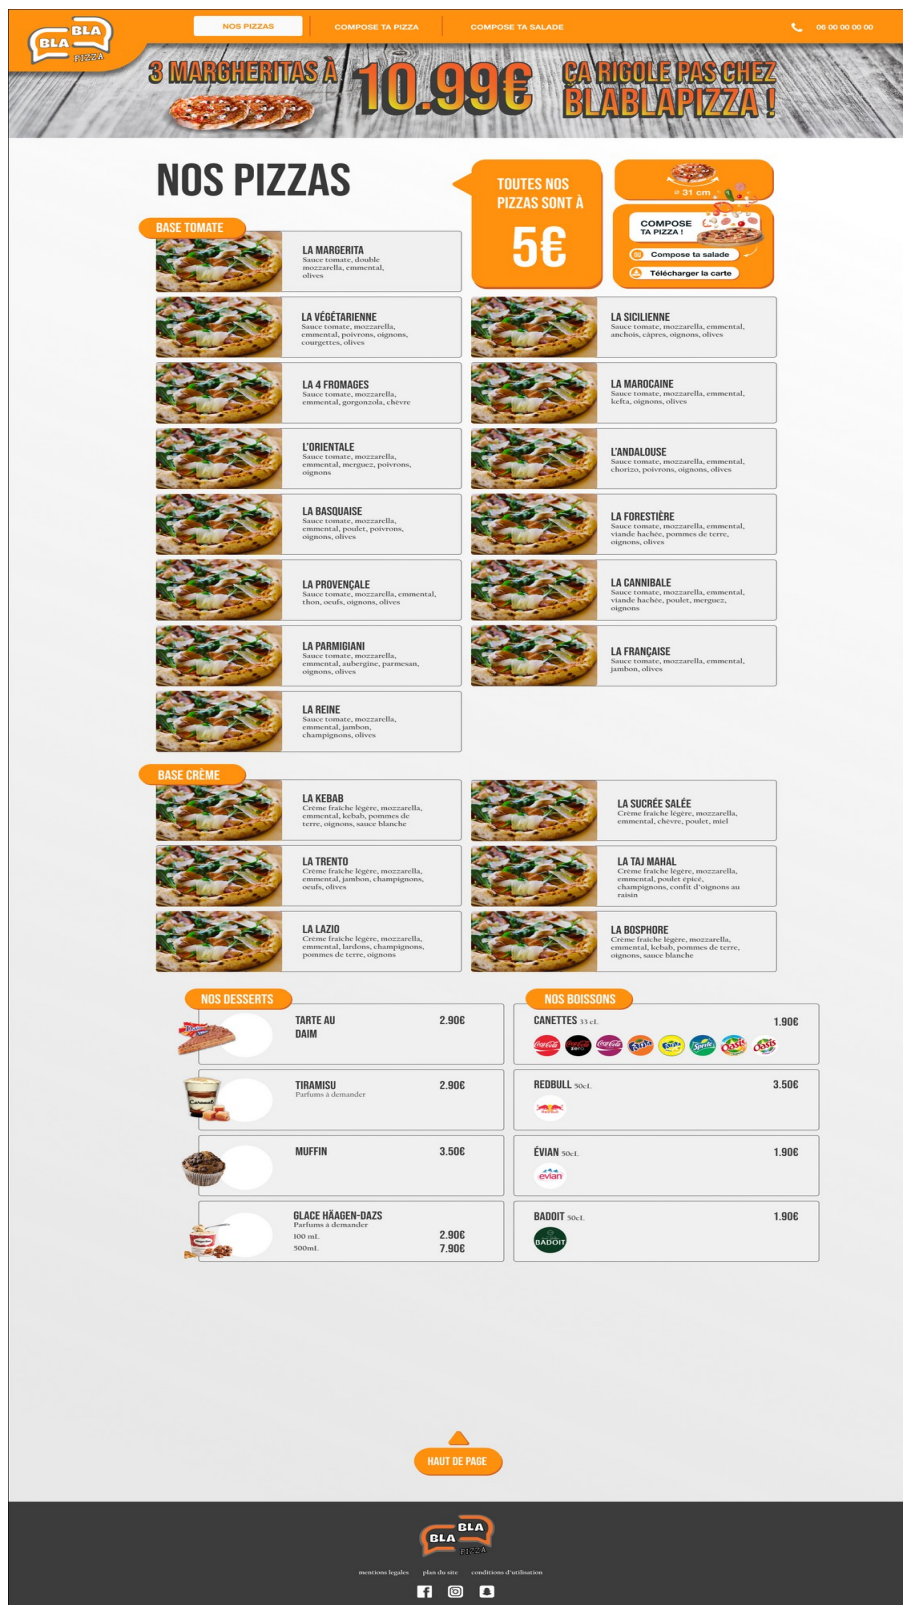 BLA
BLA
PIZZA
NOS PIZZAS
COMPOSE TA PIZZA
COMPOSE TA SALADE
06 00 00 00 00
3 MARGHERITAS À
10.99€
ÇA RIGOLE PAS CHEZ
BLABLAPIZZA !
NOS PIZZAS
TOUTES NOS
PIZZAS SONT À
5€
⌀ 31 cm
COMPOSE
TA PIZZA !
Compose ta salade
Télécharger la carte
BASE TOMATE
LA MARGERITA
Sauce tomate, double
mozzarella, emmental,
olives
LA VÉGÉTARIENNE
Sauce tomate, mozzarella,
emmental, poivrons, oignons,
courgettes, olives
LA SICILIENNE
Sauce tomate, mozzarella, emmental,
anchois, câpres, oignons, olives
LA 4 FROMAGES
Sauce tomate, mozzarella,
emmental, gorgonzola, chèvre
LA MAROCAINE
Sauce tomate, mozzarella, emmental,
kefta, oignons, olives
L'ORIENTALE
Sauce tomate, mozzarella,
emmental, merguez, poivrons,
oignons
L'ANDALOUSE
Sauce tomate, mozzarella, emmental,
chorizo, poivrons, oignons, olives
LA BASQUAISE
Sauce tomate, mozzarella,
emmental, poulet, poivrons,
oignons, olives
LA FORESTIÈRE
Sauce tomate, mozzarella, emmental,
viande hachée, pommes de terre,
oignons, olives
LA PROVENÇALE
Sauce tomate, mozzarella, emmental,
thon, oeufs, oignons, olives
LA CANNIBALE
Sauce tomate, mozzarella, emmental,
viande hachée, poulet, merguez,
oignons
LA PARMIGIANI
Sauce tomate, mozzarella,
emmental, aubergine, parmesan,
oignons, olives
LA FRANÇAISE
Sauce tomate, mozzarella, emmental,
jambon, olives
LA REINE
Sauce tomate, mozzarella,
emmental, jambon,
champignons, olives
BASE CRÈME
LA KEBAB
Crème fraîche légère, mozzarella,
emmental, kebab, pommes de
terre, oignons, sauce blanche
LA SUCRÉE SALÉE
Crème fraîche légère, mozzarella,
emmental, chèvre, poulet, miel
LA TRENTO
Crème fraîche légère, mozzarella,
emmental, jambon, champignons,
oeufs, olives
LA TAJ MAHAL
Crème fraîche légère, mozzarella,
emmental, poulet épicé,
champignons, confit d'oignons au
raisin
LA LAZIO
Crème fraîche légère, mozzarella,
emmental, lardons, champignons,
pommes de terre, oignons
LA BOSPHORE
Crème fraîche légère, mozzarella,
emmental, kebab, pommes de terre,
oignons, sauce blanche
NOS DESSERTS
TARTE AU
DAIM
2.90€
TIRAMISU
Parfums à demander
2.90€
Caramel
MUFFIN
3.50€
GLACE HÄAGEN-DAZS
Parfums à demander
100 mL
2.90€
500mL
7.90€
NOS BOISSONS
CANETTES 33 cL
1.90€
Coca-Cola
Coca-Cola zero
Coca-Cola
Fanta
Sprite
Oasis
Oasis
REDBULL 50cL
3.50€
Red Bull
ÉVIAN 50cL
1.90€
evian
BADOIT 50cL
1.90€
BADOIT
HAUT DE PAGE
BLA
BLA
PIZZA
mentions legales
plan du site
conditions d'utilisation